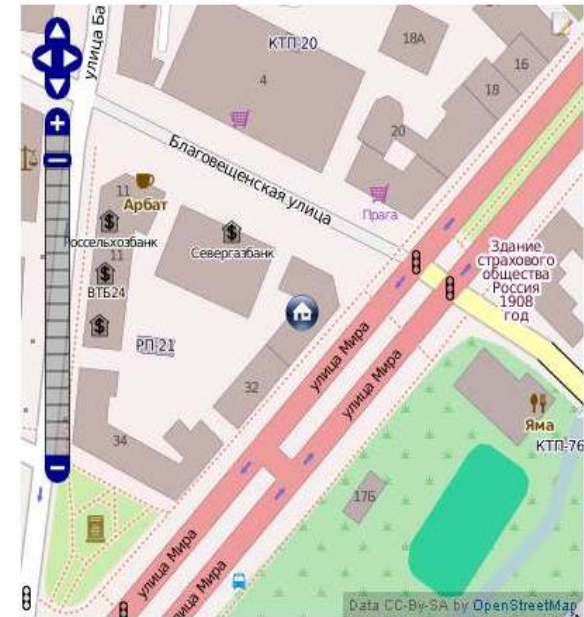 улица Ба
КТП-20
18А
16
18
4
20
Благовещенская улица
Прага
11
Арбат
Россельхозбанк
11
ВТБ24
Севергазбанк
Здание
страхового
общества
Россия
1908
год
РП-21
32
34
улица Мира
улица Мира
Яма
КТП-76
17Б
улица Мира
улица Мира
Data CC-By-SA by OpenStreetMap